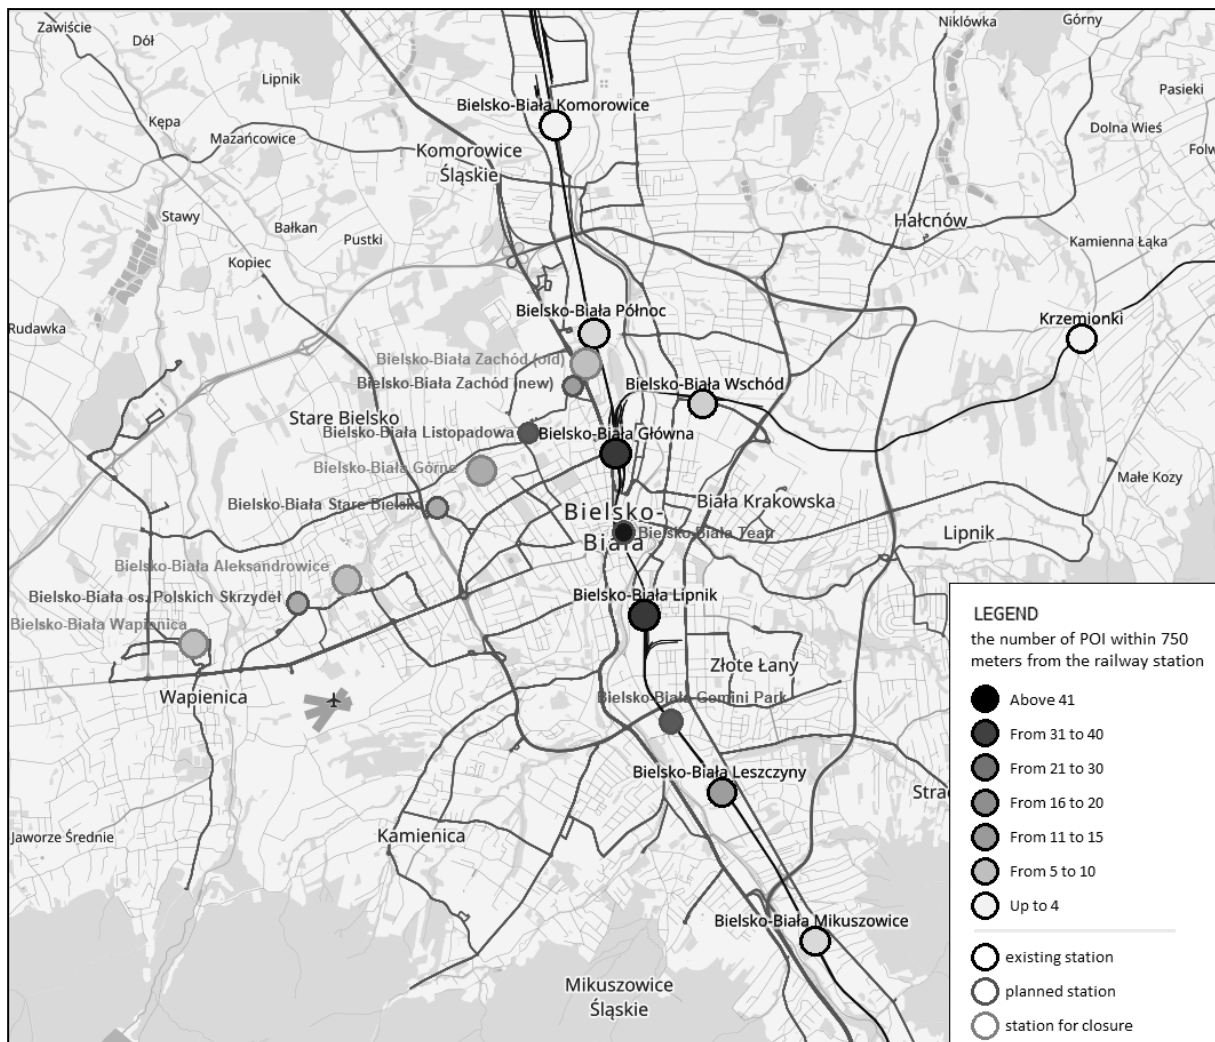 Zawiście
Dół
Niklówka
Górny
Lipnik
Pasieki
Bielsko-Biała Komorowice
Kępa
Mazańcowice
Dolna Wieś
Komorowice
Śląskie
Folw
Stawy
Bałkan
Pustki
Hałcnów
Kamienna Łąka
Kopiec
Bielsko-Biała Północ
Krzemionki
Rudawka
Bielsko-Biała Zachód (old)
Bielsko-Biała Zachód (new)
Bielsko-Biała Wschód
Stare Bielsko
Bielsko-Biała Listopadowa
Bielsko-Biała Główna
Bielsko-Biała Górne
Małe Kozy
Bielsko-Biała Stare Bielsko
Biała Krakowska
Bielsko-
Biała
Bielsko-Biała Teatr
Lipnik
Bielsko-Biała Aleksandrowice
Bielsko-Biała os. Polskich Skrzydeł
Bielsko-Biała Lipnik
Bielsko-Biała Wapienica
Złote Łany
Wapienica
Bielsko-Biała Gemini Park
Bielsko-Biała Leszczyny
Strac
Jaworze Średnie
Kamienica
Bielsko-Biała Mikuszowice
Mikuszowice
Śląskie
LEGEND
the number of POI within 750
meters from the railway station
Above 41
From 31 to 40
From 21 to 30
From 16 to 20
From 11 to 15
From 5 to 10
Up to 4
existing station
planned station
station for closure